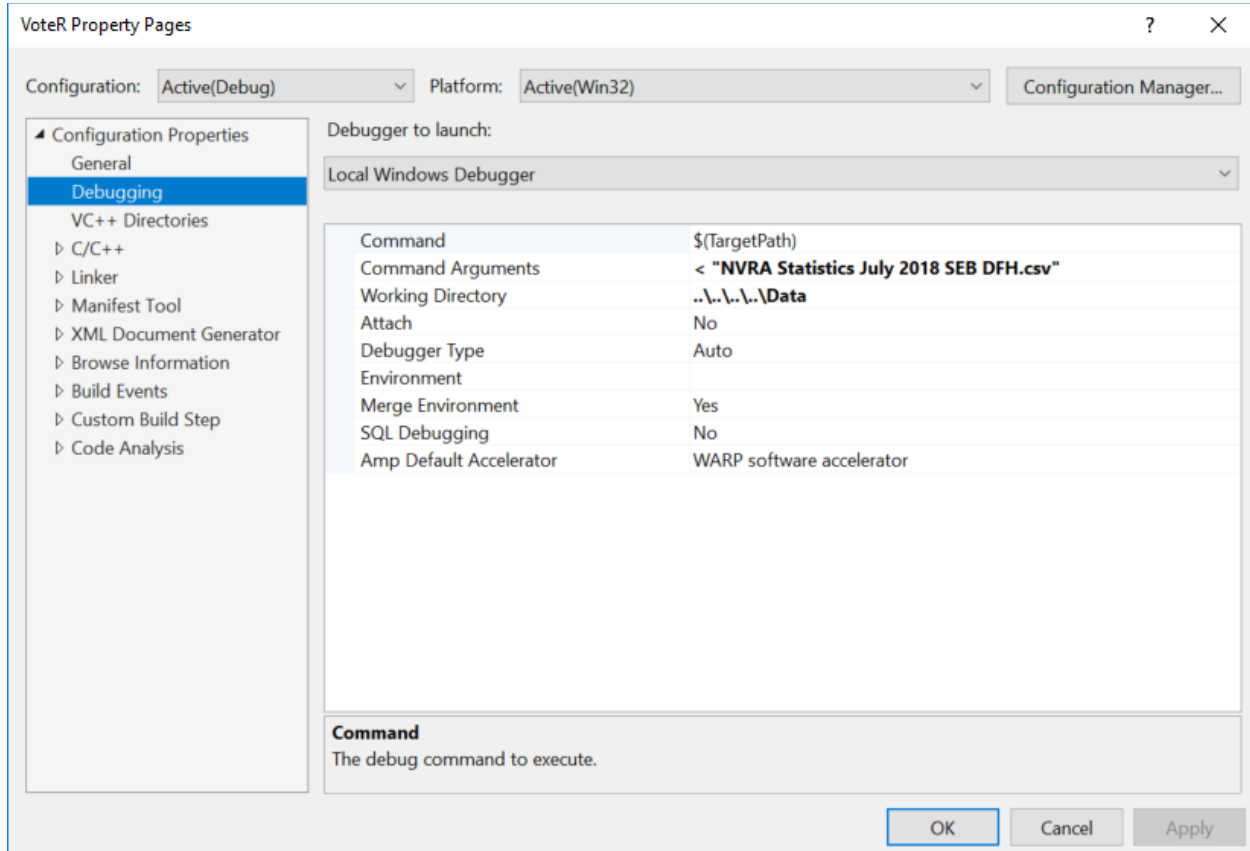 VoteR Property Pages ?
Configuration: Active(Debug) Platform: Active(Win32) Configuration Manager...
Configuration Properties
General
Debugging
VC++ Directories
C/C++
Linker
Manifest Tool
XML Document Generator
Browse Information
Build Events
Custom Build Step
Code Analysis
Debugger to launch:
Local Windows Debugger
Command $(TargetPath)
Command Arguments < "NVRA Statistics July 2018 SEB DFH.csv"
Working Directory ..\..\..\..\Data
Attach No
Debugger Type Auto
Environment
Merge Environment Yes
SQL Debugging No
Amp Default Accelerator WARP software accelerator
Command
The debug command to execute.
OK Cancel Apply